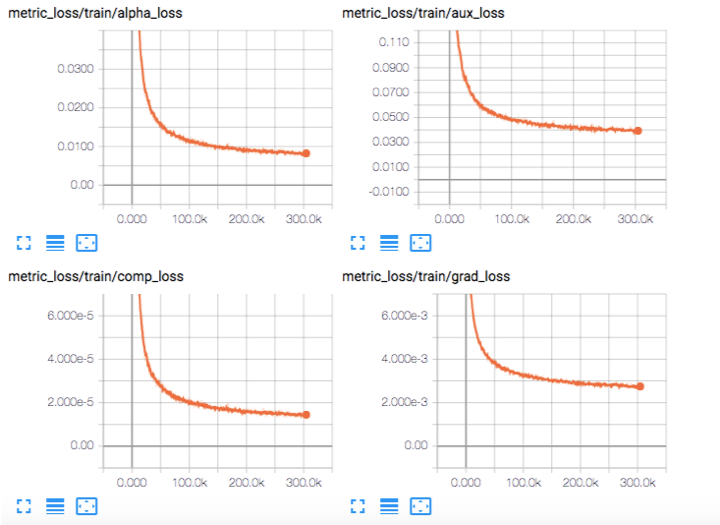 metric_loss/train/alpha_loss
0.0300
0.0200
0.0100
0.00
0.000 100.0k 200.0k 300.0k
metric_loss/train/aux_loss
0.110
0.0900
0.0700
0.0500
0.0300
0.0100
-0.0100
0.000 100.0k 200.0k 300.0k
metric_loss/train/comp_loss
6.000e-5
4.000e-5
2.000e-5
0.00
0.000 100.0k 200.0k 300.0k
metric_loss/train/grad_loss
6.000e-3
4.000e-3
2.000e-3
0.00
0.000 100.0k 200.0k 300.0k